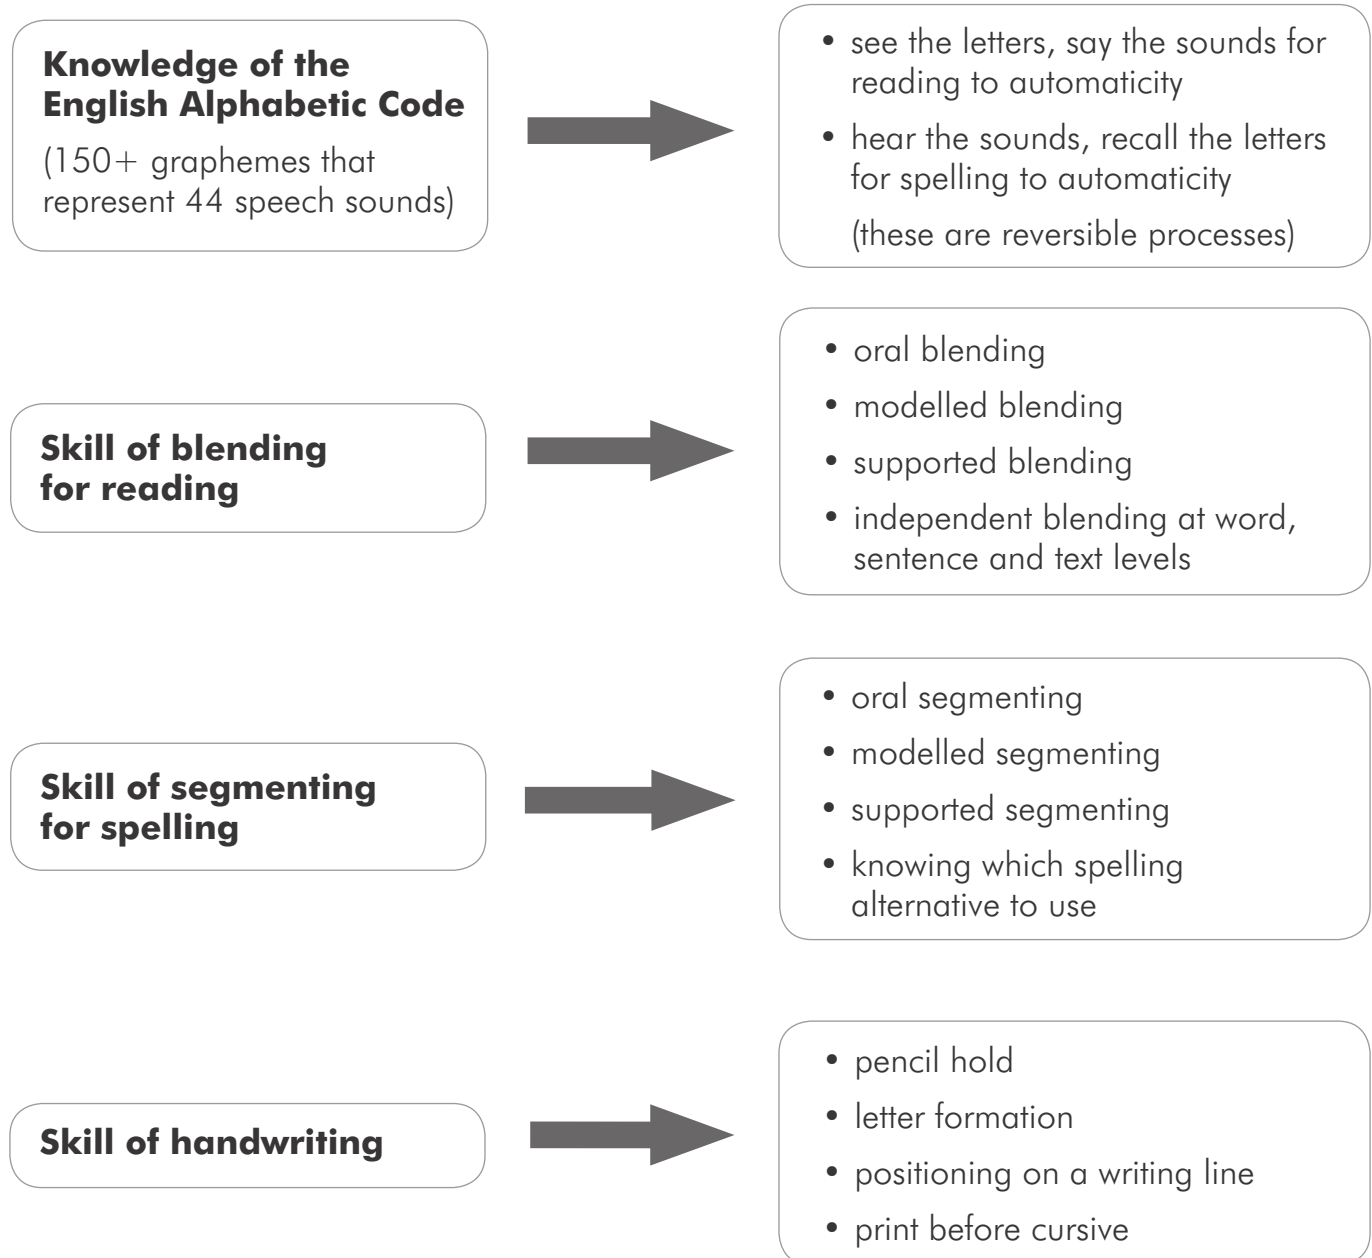 Knowledge of the
English Alphabetic Code
(150+ graphemes that
represent 44 speech sounds)
• see the letters, say the sounds for
reading to automaticity
• hear the sounds, recall the letters
for spelling to automaticity
(these are reversible processes)
Skill of blending
for reading
• oral blending
• modelled blending
• supported blending
• independent blending at word,
sentence and text levels
Skill of segmenting
for spelling
• oral segmenting
• modelled segmenting
• supported segmenting
• knowing which spelling
alternative to use
Skill of handwriting
• pencil hold
• letter formation
• positioning on a writing line
• print before cursive